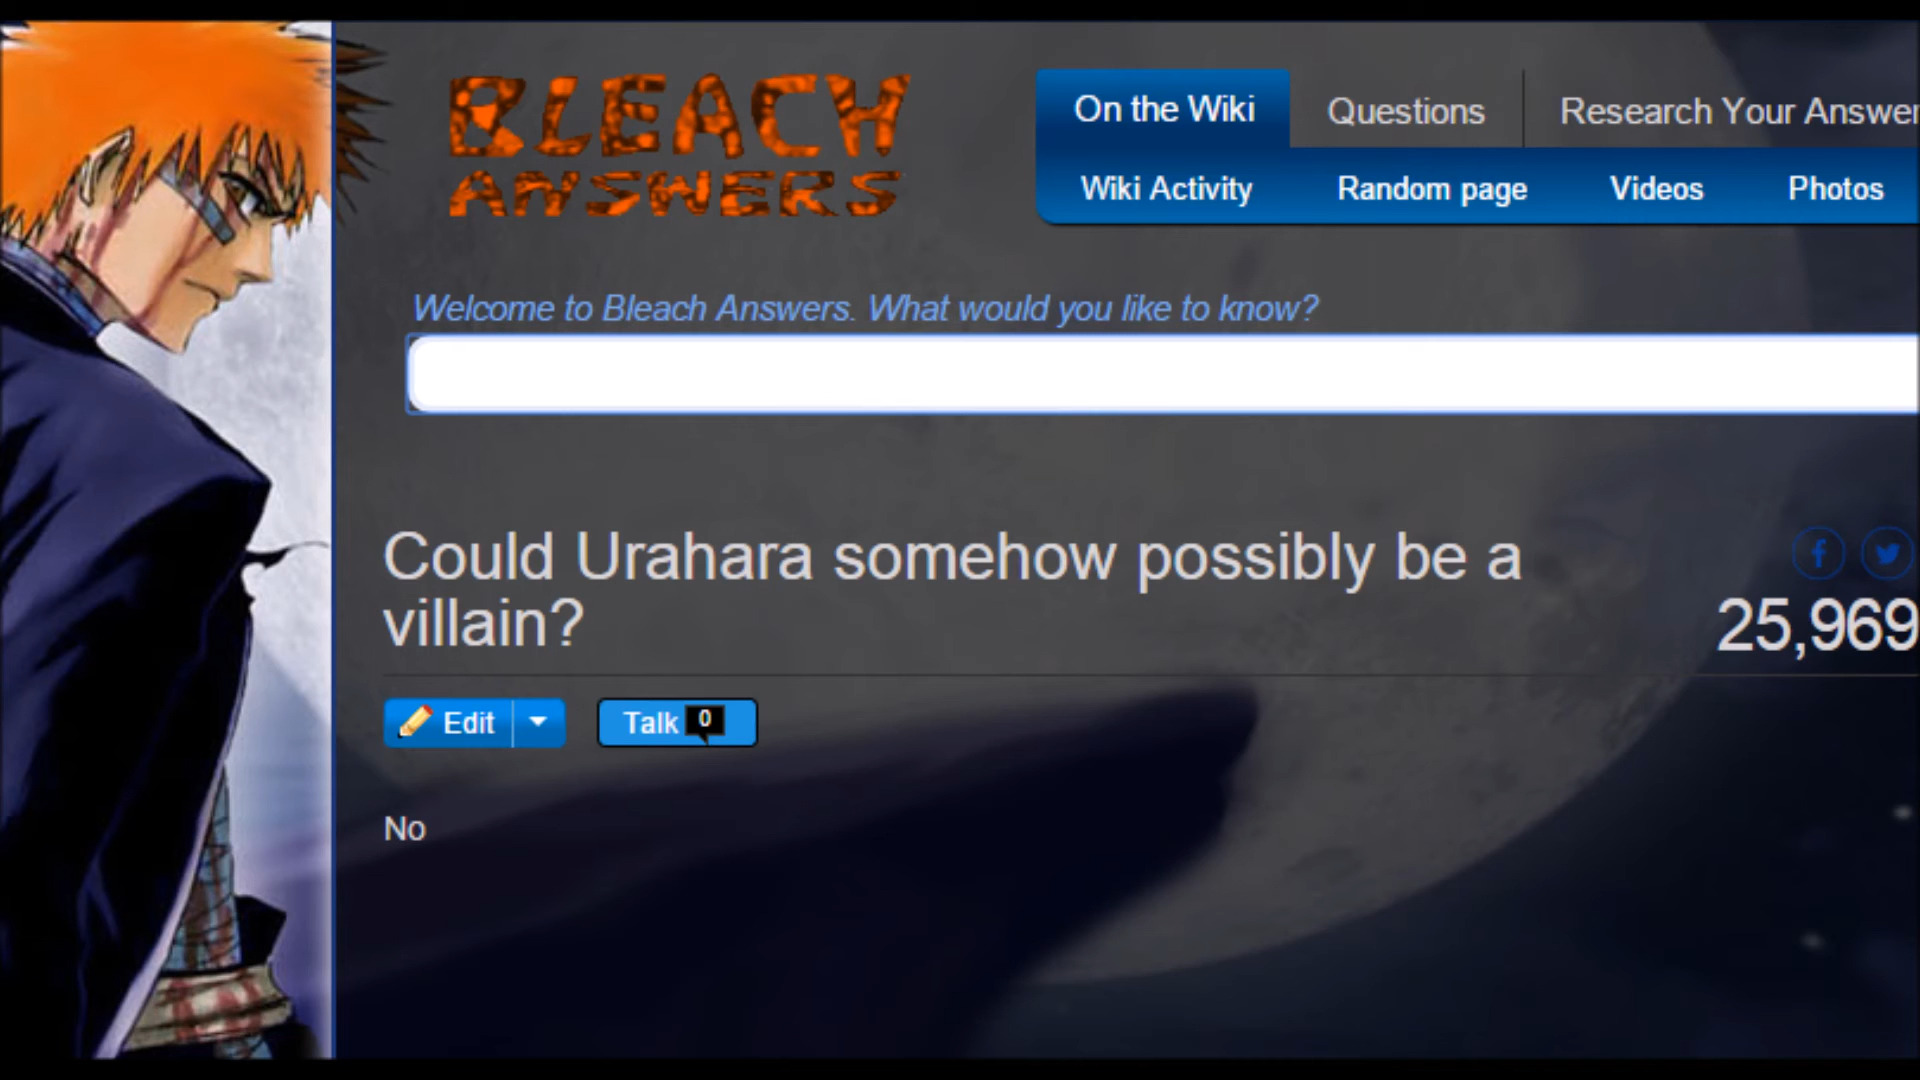 BLEACH
ANSWERS
On the Wiki
Questions
Research Your Answer
Wiki Activity
Random page
Videos
Photos
Welcome to Bleach Answers. What would you like to know?
Could Urahara somehow possibly be a
villain?
25,969
Edit
Talk 0
No